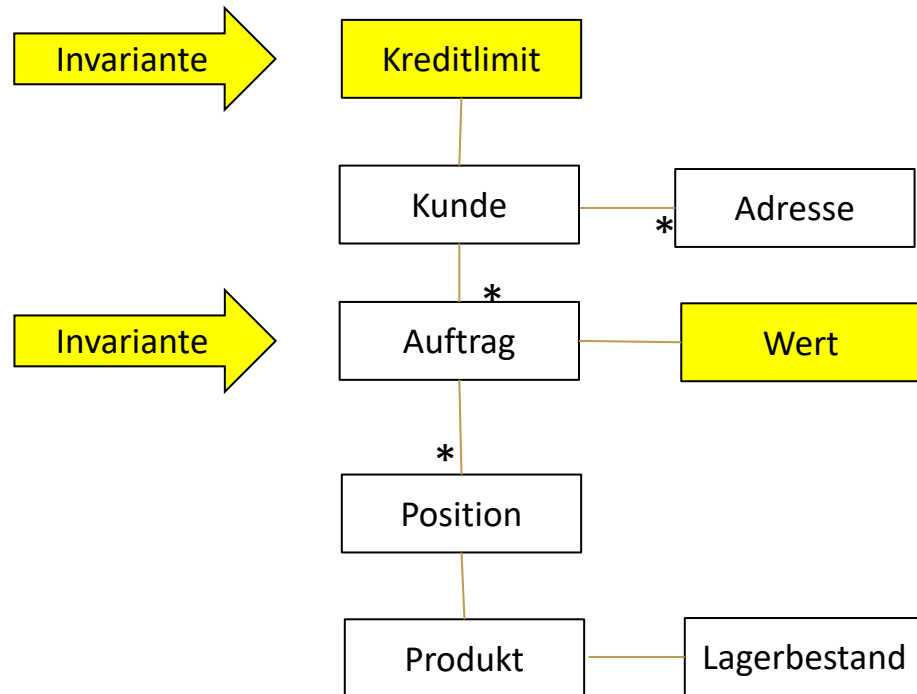 Invariante
Kreditlimit
Kunde
Adresse
*
*
Invariante
Auftrag
Wert
*
Position
Produkt
Lagerbestand